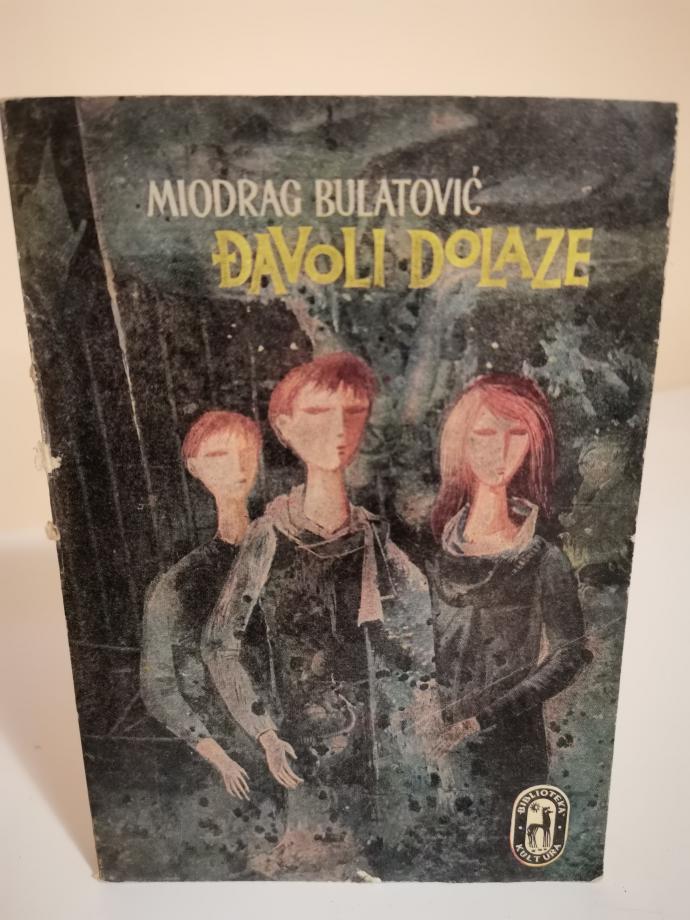 MIODRAG BULATOVIĆ
ĐAVOLI DOLAZE
BIBLIOTEKA
KULTURA